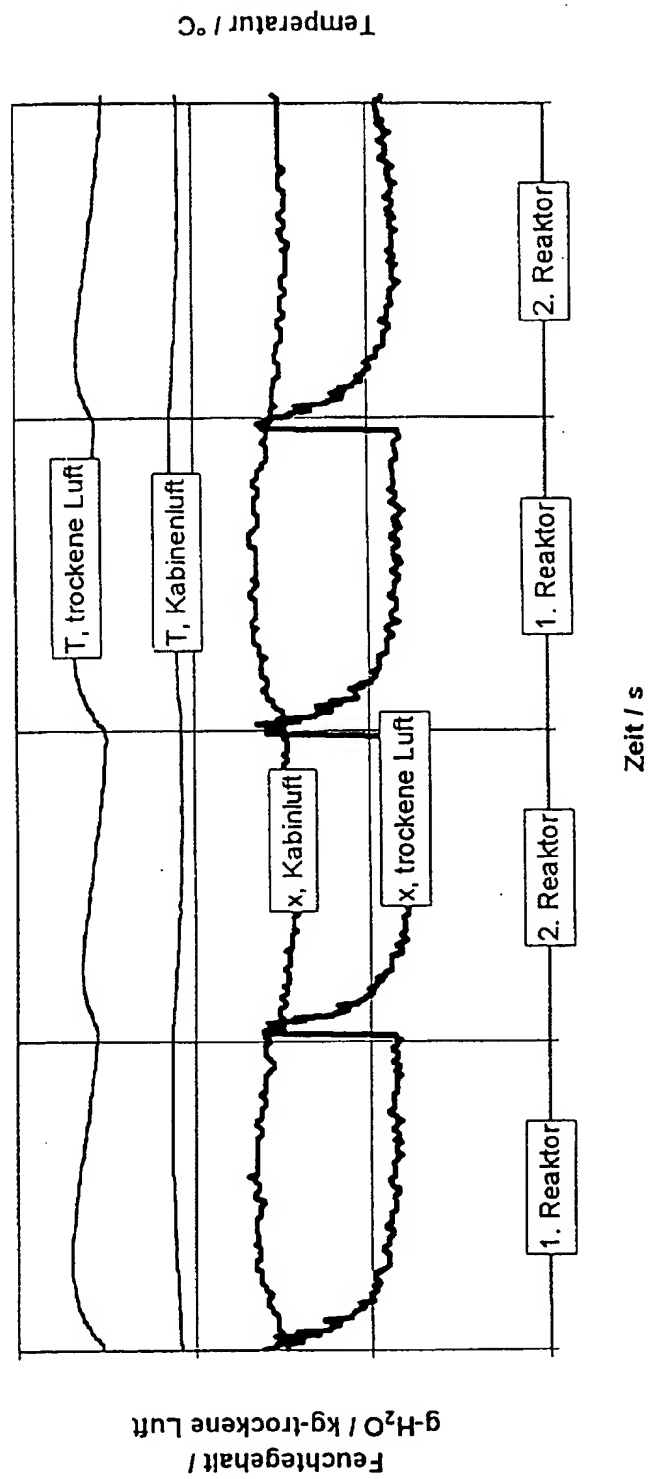 Feuchtegehalt /
g-H₂O / kg-trockene Luft
Temperatur / °C
T, trockene Luft
T, Kabinenluft
x, Kabinluft
x, trockene Luft
1. Reaktor
2. Reaktor
1. Reaktor
2. Reaktor
Zeit / s